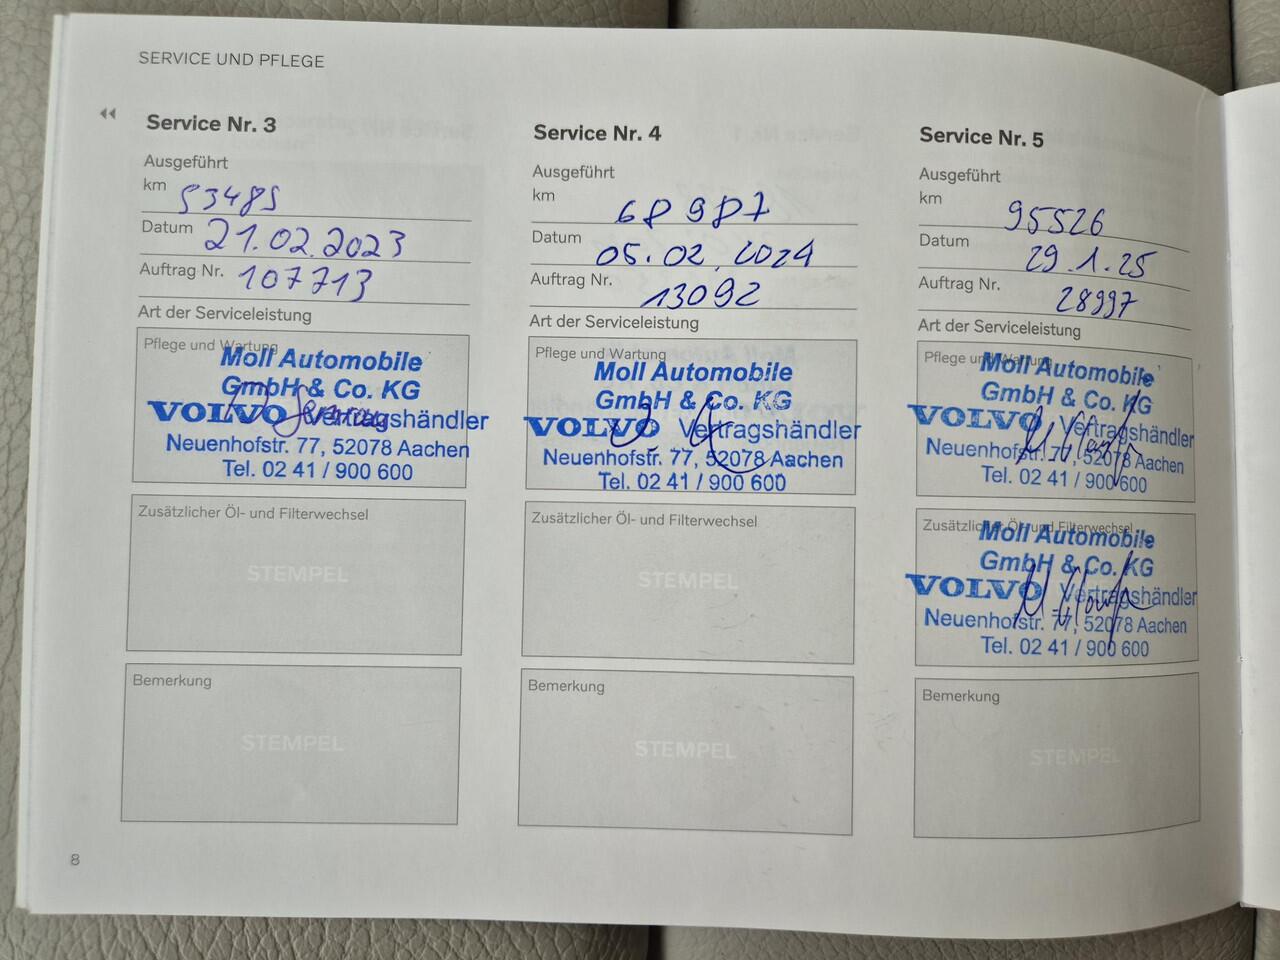 SERVICE UND PFLEGE
Service Nr. 3
Ausgeführt
km 53485
Datum 21.02.2023
Auftrag Nr. 107713
Art der Serviceleistung
Pflege und Wartung
Moll Automobile
GmbH & Co. KG
VOLVO Vertragshändler
Neuenhofstr. 77, 52078 Aachen
Tel. 02 41 / 900 600
Zusätzlicher Öl- und Filterwechsel
STEMPEL
Bemerkung
STEMPEL
8
Service Nr. 4
Ausgeführt
km 68987
Datum 05.02.2024
Auftrag Nr. 13092
Art der Serviceleistung
Pflege und Wartung
Moll Automobile
GmbH & Co. KG
VOLVO Vertragshändler
Neuenhofstr. 77, 52078 Aachen
Tel. 02 41 / 900 600
Zusätzlicher Öl- und Filterwechsel
STEMPEL
Bemerkung
STEMPEL
Service Nr. 5
Ausgeführt
km 95526
Datum 29.1.25
Auftrag Nr. 28997
Art der Serviceleistung
Pflege und Wartung
Moll Automobile
GmbH & Co. KG
VOLVO Vertragshändler
Neuenhofstr. 77, 52078 Aachen
Tel. 02 41 / 900 600
Zusätzlicher Öl- und Filterwechsel
Moll Automobile
GmbH & Co. KG
VOLVO Vertragshändler
Neuenhofstr. 77, 52078 Aachen
Tel. 02 41 / 900 600
Bemerkung
STEMPEL